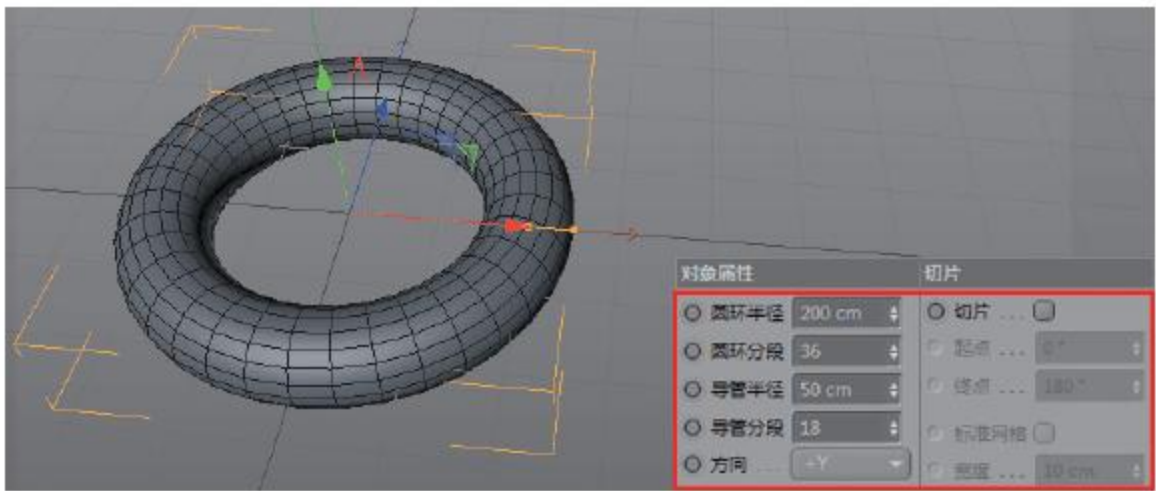 对象属性
切片
圆环半径 200 cm
切片 ...
圆环分段 36
起点 ... 0°
导管半径 50 cm
终点 180°
导管分段 18
标准网格
方向 ... +Y
宽度 ... 10 cm